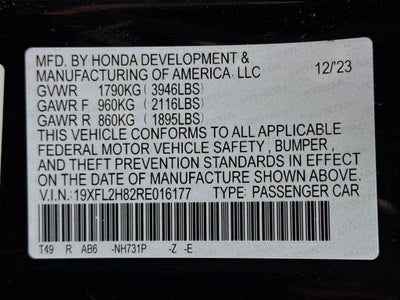 MFD. BY HONDA DEVELOPMENT &
MANUFACTURING OF AMERICA, LLC 12/'23
GVWR 1790KG (3946LBS)
GAWR F 960KG (2116LBS)
GAWR R 860KG (1895LBS)
THIS VEHICLE CONFORMS TO ALL APPLICABLE
FEDERAL MOTOR VEHICLE SAFETY, BUMPER,
AND THEFT PREVENTION STANDARDS IN EFFECT
ON THE DATE OF MANUFACTURE SHOWN ABOVE.
V.I.N: 19XFL2H82RE016177 TYPE: PASSENGER CAR
T49 R AB6 -NH731P -Z -E